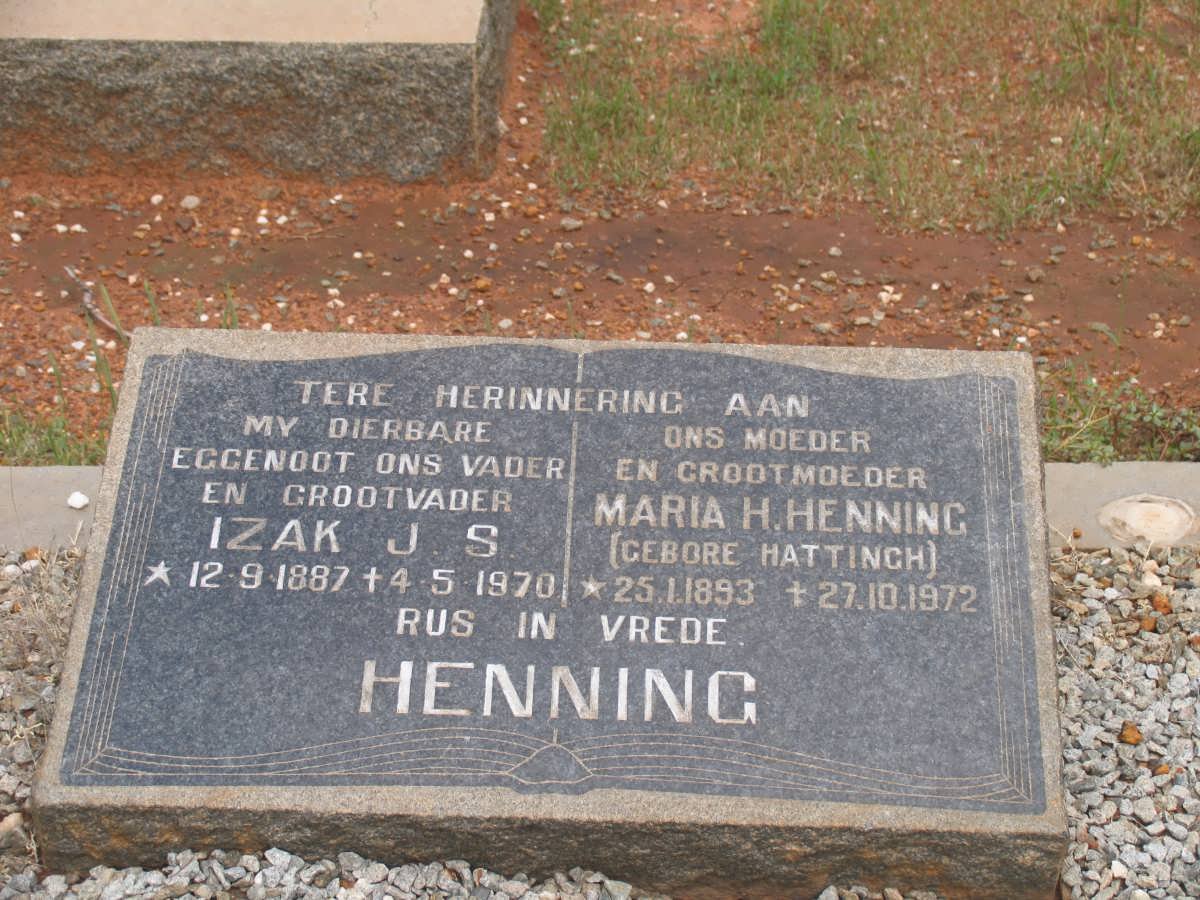 TERE HERINNERING AAN
MY DIERBARE
EGGENOOT ONS VADER
EN GROOTVADER
IZAK J. S.
★ 12.9.1887 ✝ 4.5.1970
ONS MOEDER
EN GROOTMOEDER
MARIA H. HENNING
(GEBORE HATTINGH)
★ 25.1.1893 ✝ 27.10.1972
RUS IN VREDE.
HENNING